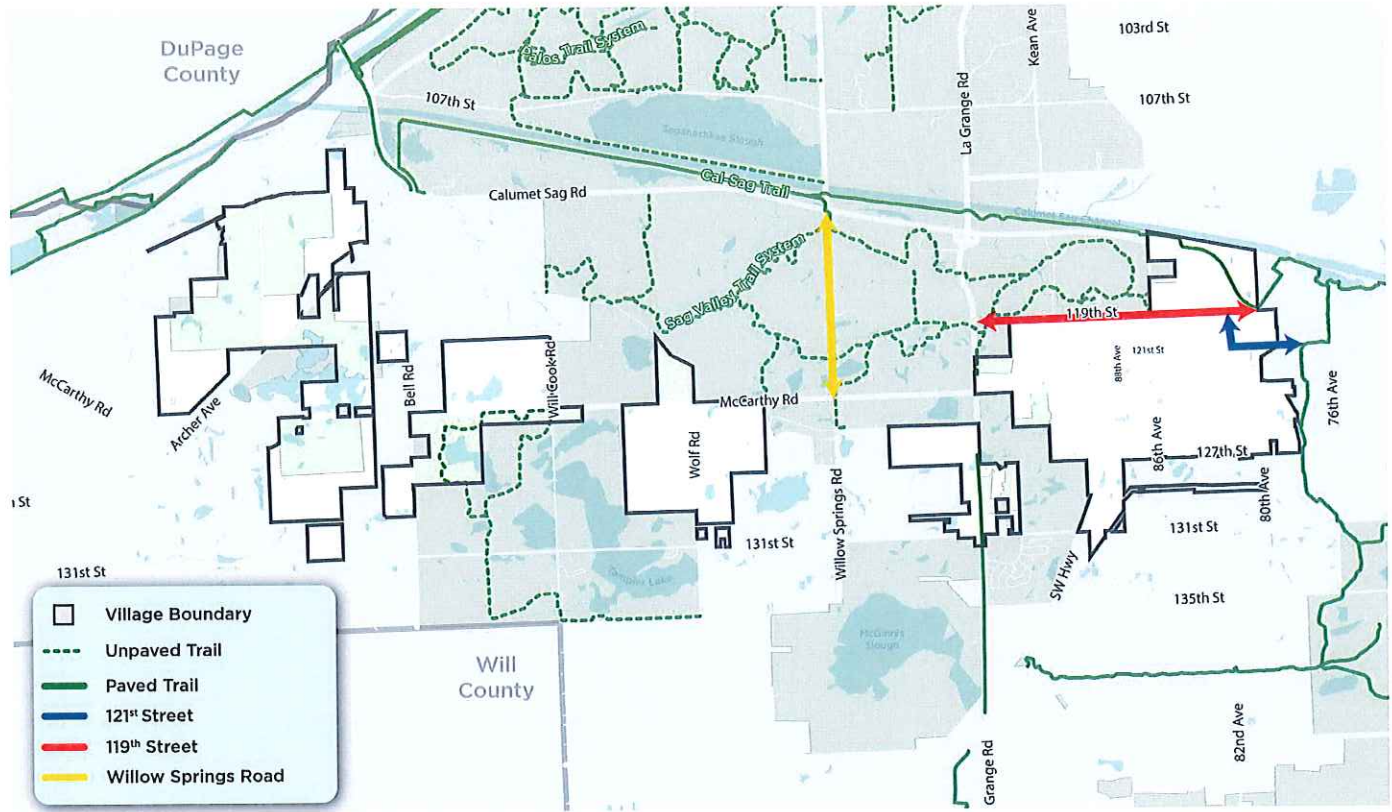 DuPage
County
Palos Trail System
103rd St
Kean Ave
La Grange Rd
107th St
107th St
Saganashkee Slough
Cal-Sag Trail
Calumet Sag Rd
Calumet Sag Channel
Sag Valley Trail System
119th St
121st St
88th Ave
McCarthy Rd
Archer Ave
Bell Rd
Will Cook Rd
McCarthy Rd
Wolf Rd
Willow Springs Rd
86th Ave
127th St
76th Ave
80th Ave
131st St
131st St
131st St
SW Hwy
135th St
Tampier Lake
McGinnis
Slough
Will
County
82nd Ave
Grange Rd
Village Boundary
Unpaved Trail
Paved Trail
121st Street
119th Street
Willow Springs Road